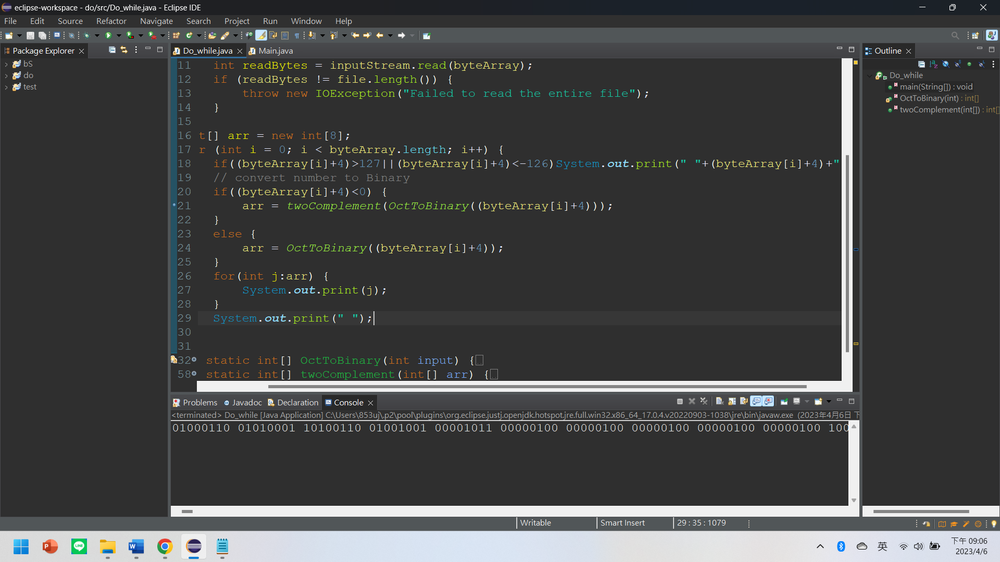 eclipse-workspace - do/src/Do_while.java - Eclipse IDE
File Edit Source Refactor Navigate Search Project Run Window Help
Package Explorer
bS
do
test
Do_while.java
Main.java
11 int readBytes = inputStream.read(byteArray);
12 if (readBytes != file.length()) {
13 throw new IOException("Failed to read the entire file");
14 }
15
16 t[] arr = new int[8];
17 r (int i = 0; i < byteArray.length; i++) {
18 if((byteArray[i]+4)>127||(byteArray[i]+4)<-126)System.out.print(" "+(byteArray[i]+4)+"
19 // convert number to Binary
20 if((byteArray[i]+4)<0) {
21 arr = twoComplement(OctToBinary((byteArray[i]+4)));
22 }
23 else {
24 arr = OctToBinary((byteArray[i]+4));
25 }
26 for(int j:arr) {
27 System.out.print(j);
28 }
29 System.out.print(" ");
30
31
32 static int[] OctToBinary(int input) {
58 static int[] twoComplement(int[] arr) {
Outline
Do_while
main(String[]) : void
OctToBinary(int) : int[]
twoComplement(int[]) : int[]
Problems Javadoc Declaration Console
<terminated> Do_while [Java Application] C:\Users\853uj\.p2\pool\plugins\org.eclipse.justj.openjdk.hotspot.jre.full.win32.x86_64_17.0.4.v20220903-1038\jre\bin\javaw.exe (2023年4月6日 下
01000110 01010001 10100110 01001001 00001011 00000100 00000100 00000100 00000100 00000100 100
Writable
Smart Insert
29 : 35 : 1079
英
下午 09:06
2023/4/6